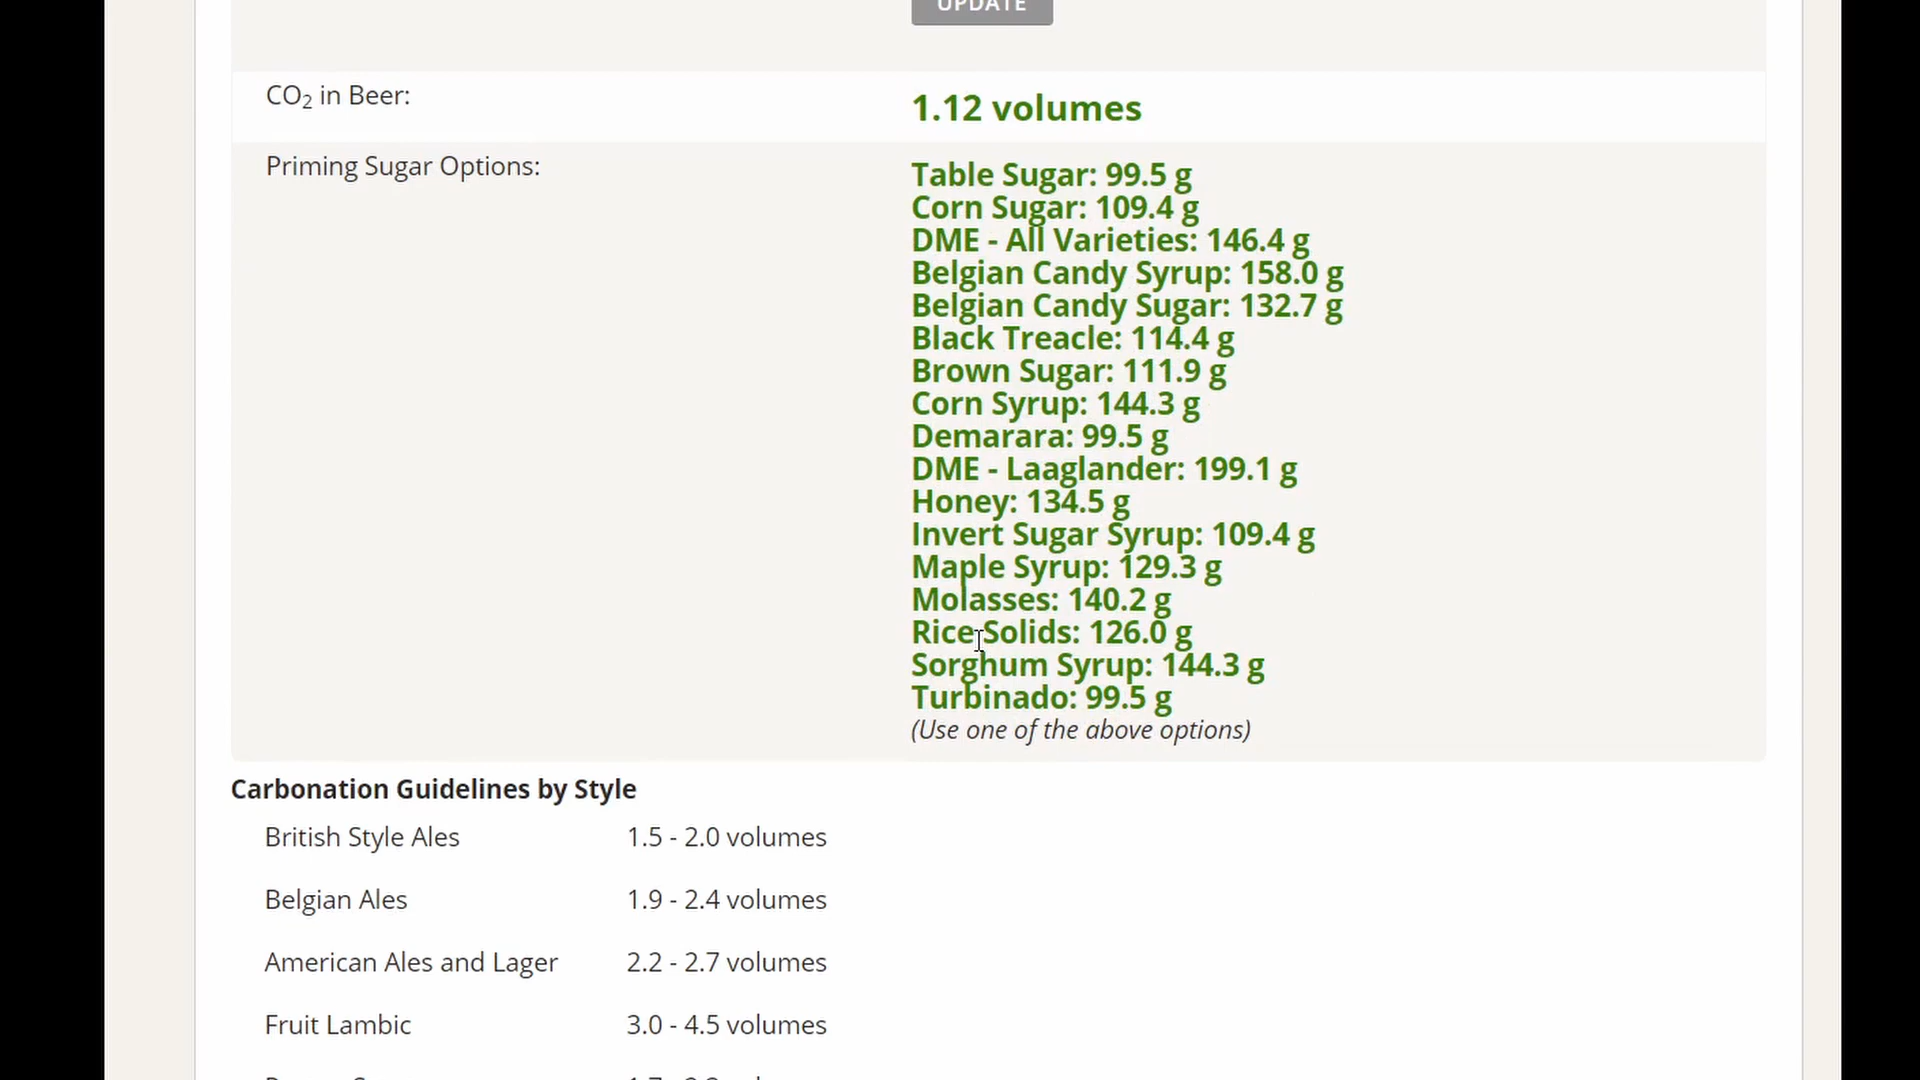 UPDATE
CO₂ in Beer:
1.12 volumes
Priming Sugar Options:
Table Sugar: 99.5 g
Corn Sugar: 109.4 g
DME - All Varieties: 146.4 g
Belgian Candy Syrup: 158.0 g
Belgian Candy Sugar: 132.7 g
Black Treacle: 114.4 g
Brown Sugar: 111.9 g
Corn Syrup: 144.3 g
Demarara: 99.5 g
DME - Laaglander: 199.1 g
Honey: 134.5 g
Invert Sugar Syrup: 109.4 g
Maple Syrup: 129.3 g
Molasses: 140.2 g
Rice Solids: 126.0 g
Sorghum Syrup: 144.3 g
Turbinado: 99.5 g
(Use one of the above options)
Carbonation Guidelines by Style
British Style Ales 1.5 - 2.0 volumes
Belgian Ales 1.9 - 2.4 volumes
American Ales and Lager 2.2 - 2.7 volumes
Fruit Lambic 3.0 - 4.5 volumes